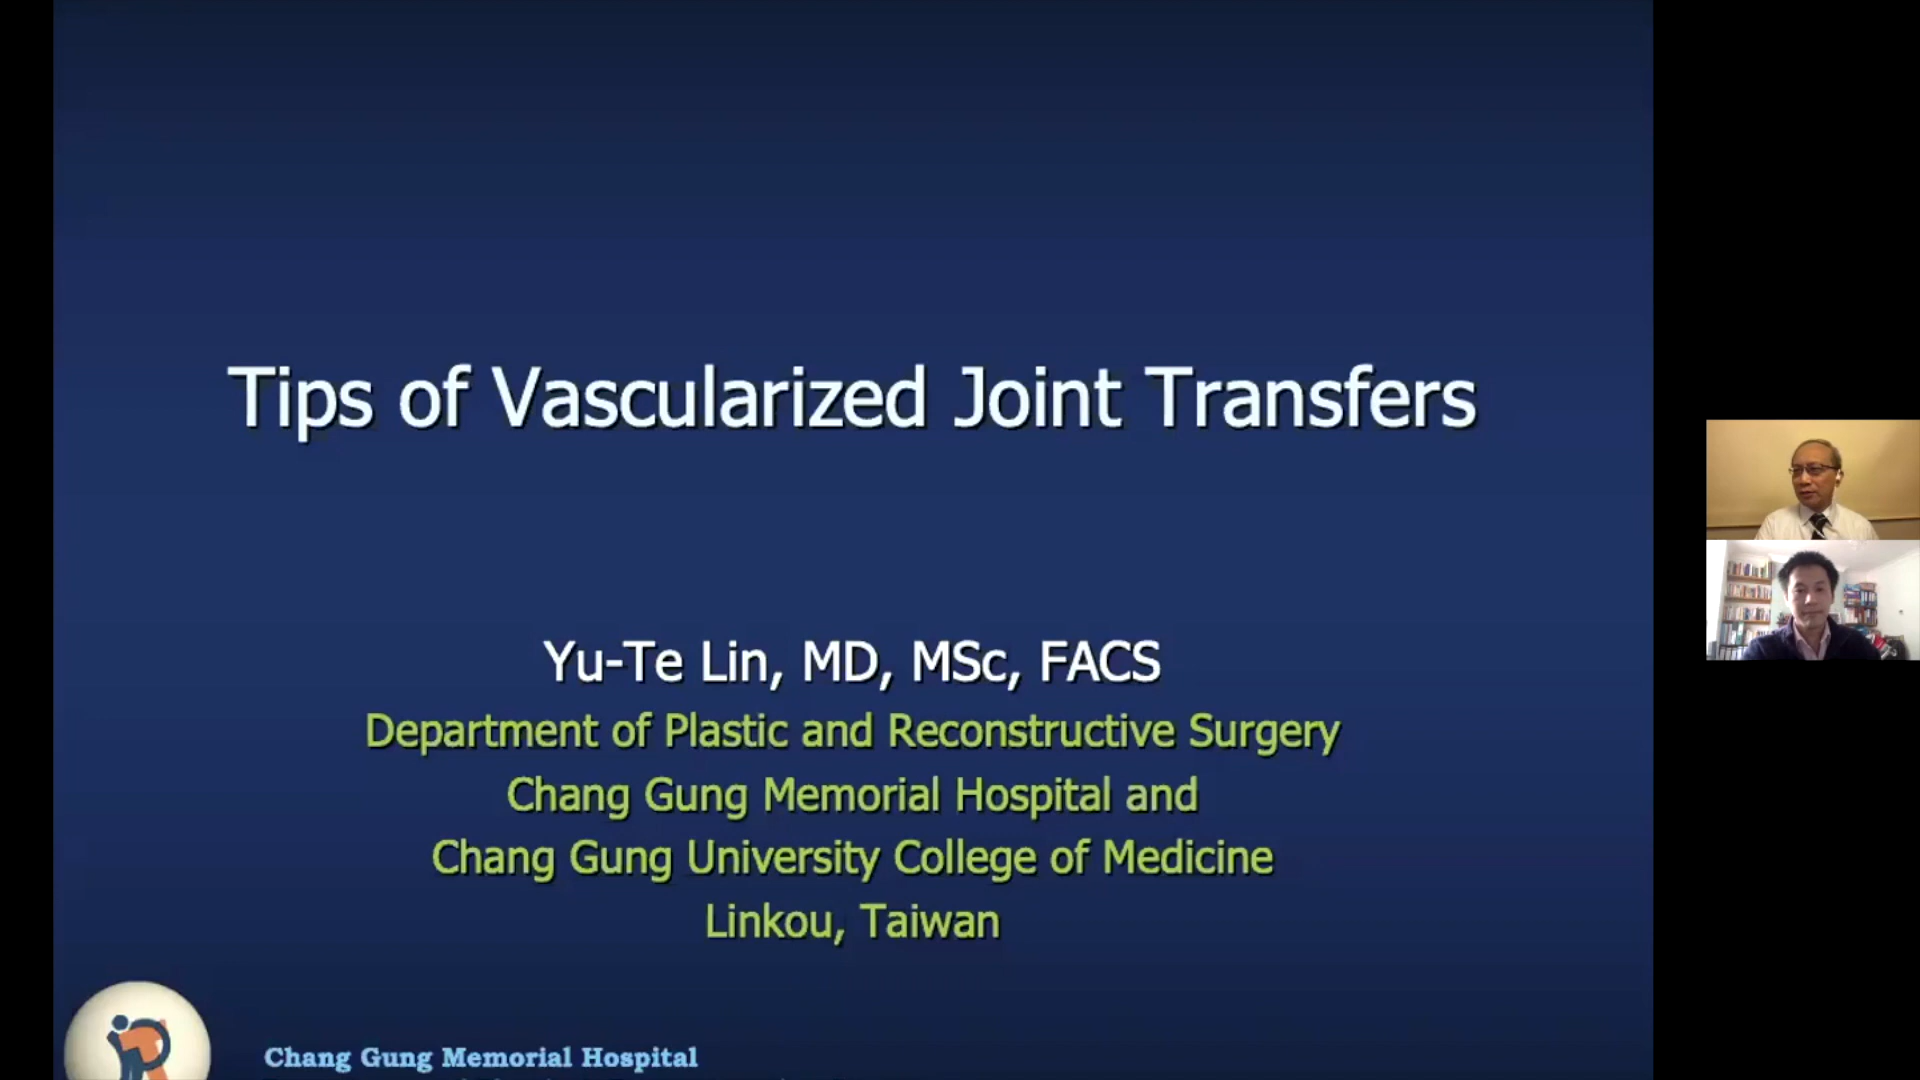 Tips of Vascularized Joint Transfers
Yu-Te Lin, MD, MSc, FACS
Department of Plastic and Reconstructive Surgery
Chang Gung Memorial Hospital and
Chang Gung University College of Medicine
Linkou, Taiwan
Chang Gung Memorial Hospital